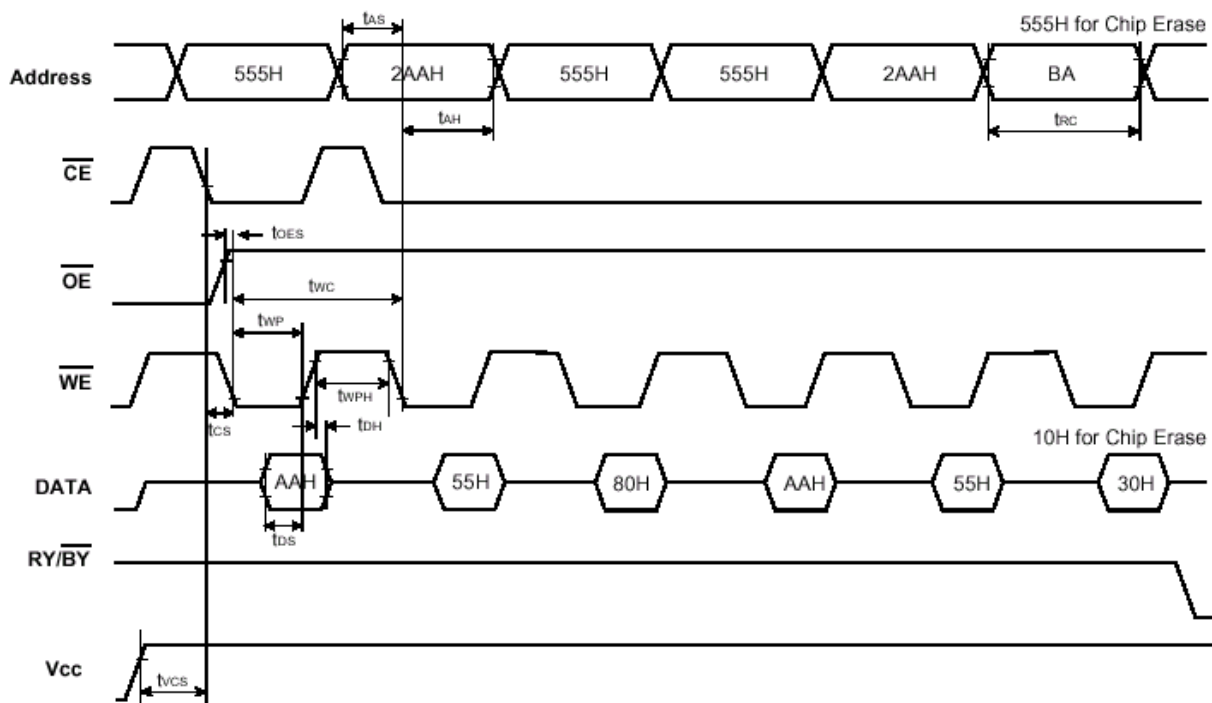 tAS
555H for Chip Erase
Address 555H 2AAH 555H 555H 2AAH BA
tAH tRC
CE
tOES
OE
tWC
tWP
WE
tWPH
tCS
tDH
10H for Chip Erase
DATA AAH 55H 80H AAH 55H 30H
tDS
RY/BY
Vcc
tVCS